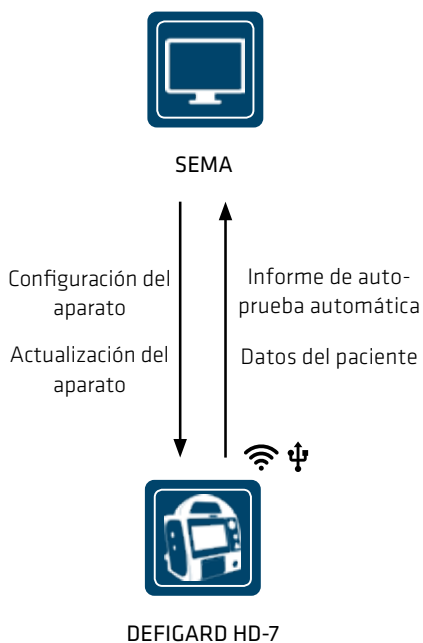 SEMA
Configuración del
aparato
Actualización del
aparato
Informe de auto-
prueba automática
Datos del paciente
DEFIGARD HD-7